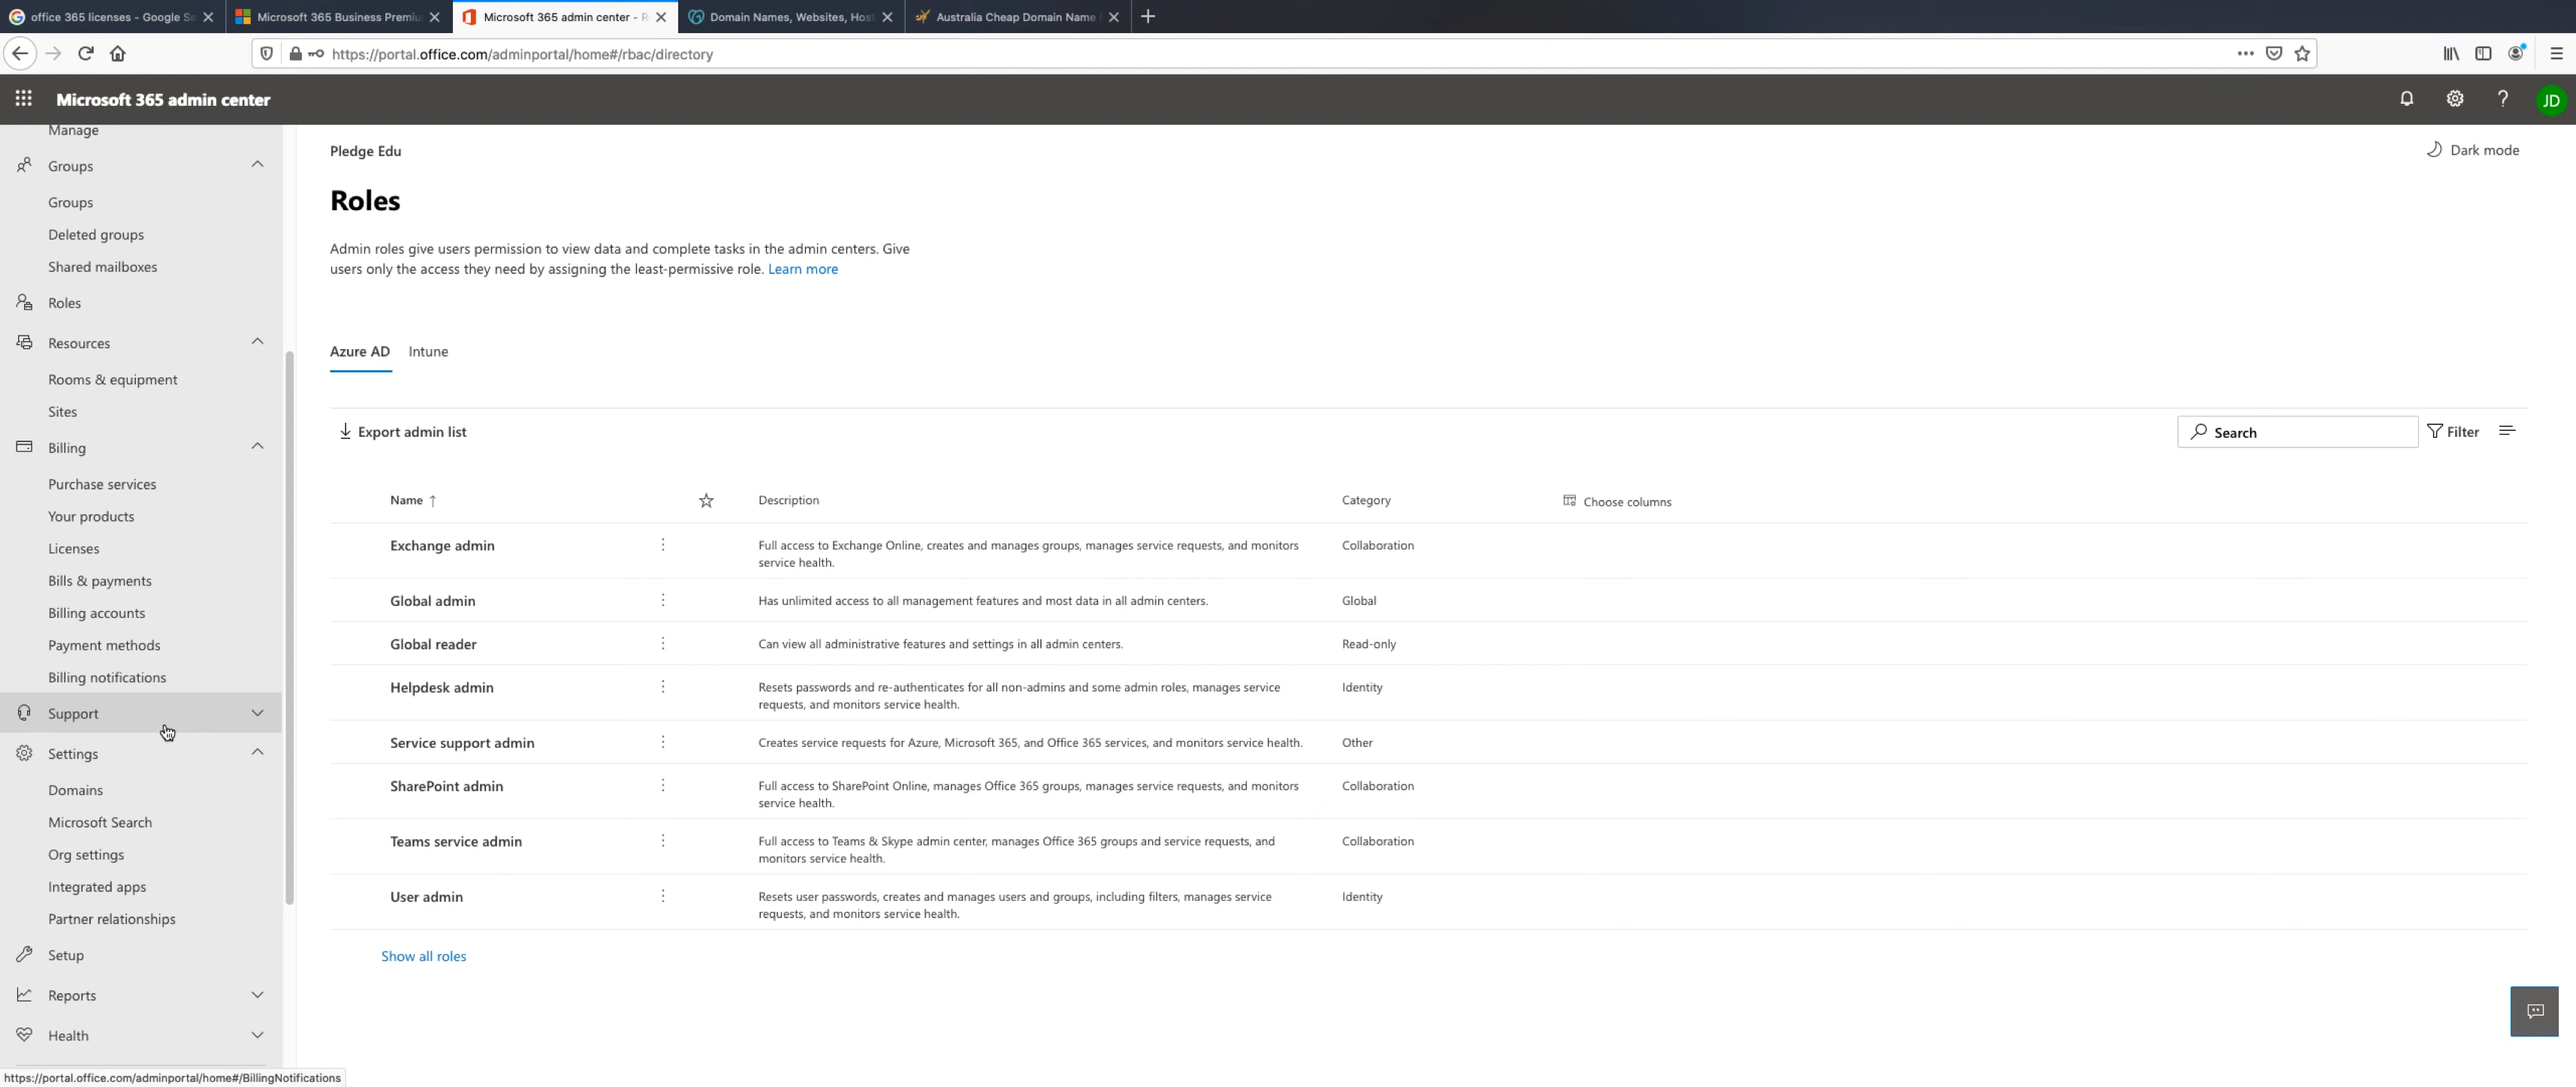 office 365 licenses - Google Se
Microsoft 365 Business Premiu
Microsoft 365 admin center - R
Domain Names, Websites, Hos
Australia Cheap Domain Name
https://portal.office.com/adminportal/home#/rbac/directory
Microsoft 365 admin center
JD
Manage
Groups
Groups
Deleted groups
Shared mailboxes
Roles
Resources
Rooms & equipment
Sites
Billing
Purchase services
Your products
Licenses
Bills & payments
Billing accounts
Payment methods
Billing notifications
Support
Settings
Domains
Microsoft Search
Org settings
Integrated apps
Partner relationships
Setup
Reports
Health
https://portal.office.com/adminportal/home#/BillingNotifications
Pledge Edu
Dark mode
Roles
Admin roles give users permission to view data and complete tasks in the admin centers. Give
users only the access they need by assigning the least-permissive role. Learn more
Azure AD Intune
Export admin list
Search
Filter
Name ↑ Description Category Choose columns
Exchange admin Full access to Exchange Online, creates and manages groups, manages service requests, and monitors Collaboration
service health.
Global admin Has unlimited access to all management features and most data in all admin centers. Global
Global reader Can view all administrative features and settings in all admin centers. Read-only
Helpdesk admin Resets passwords and re-authenticates for all non-admins and some admin roles, manages service Identity
requests, and monitors service health.
Service support admin Creates service requests for Azure, Microsoft 365, and Office 365 services, and monitors service health. Other
SharePoint admin Full access to SharePoint Online, manages Office 365 groups, manages service requests, and monitors Collaboration
service health.
Teams service admin Full access to Teams & Skype admin center, manages Office 365 groups and service requests, and Collaboration
monitors service health.
User admin Resets user passwords, creates and manages users and groups, including filters, manages service Identity
requests, and monitors service health.
Show all roles